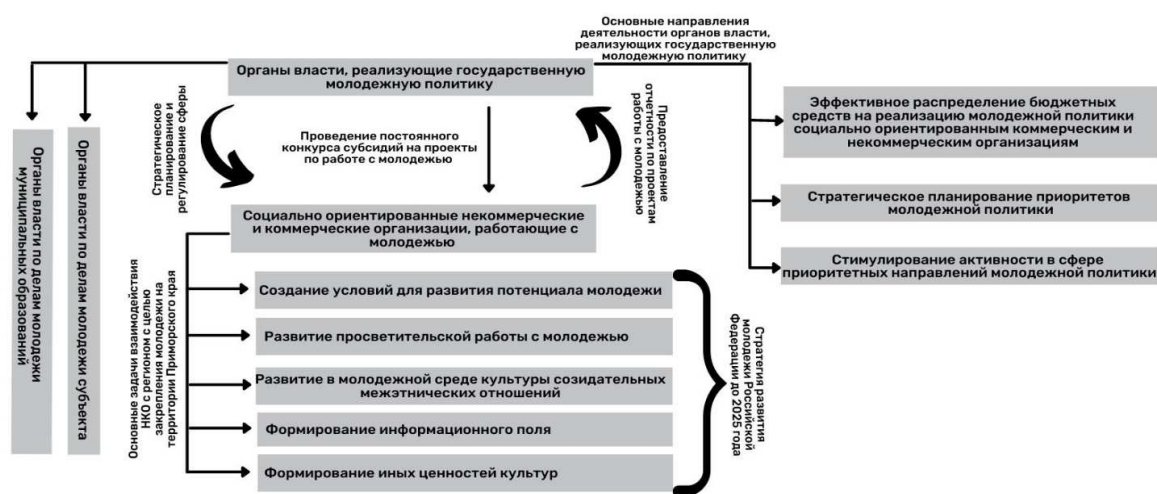 Основные направления
деятельности органов власти,
реализующих государственную
молодежную политику
Органы власти, реализующие государственную
молодежную политику
Стратегическое
планирование и
регулирование сферы
Проведение постоянного
конкурса субсидий на проекты
по работе с молодежью
Предоставление
отчетности по проектам
работы с молодежью
Эффективное распределение бюджетных
средств на реализацию молодежной политики
социально ориентированным коммерческим и
некоммерческим организациям
Стратегическое планирование приоритетов
молодежной политики
Стимулирование активности в сфере
приоритетных направлений молодежной политики
Органы власти по делам молодежи
муниципальных образований
Органы власти по делам молодежи субъекта
Социально ориентированные некоммерческие
и коммерческие организации, работающие с
молодежью
Основные задачи взаимодействия
НКО с регионом с целью
закрепления молодежи на
территории Приморского края
Создание условий для развития потенциала молодежи
Развитие просветительской работы с молодежью
Развитие в молодежной среде культуры созидательных
межэтнических отношений
Формирование информационного поля
Формирование иных ценностей культур
Стратегия развития
молодежи Российской
Федерации до 2025 года